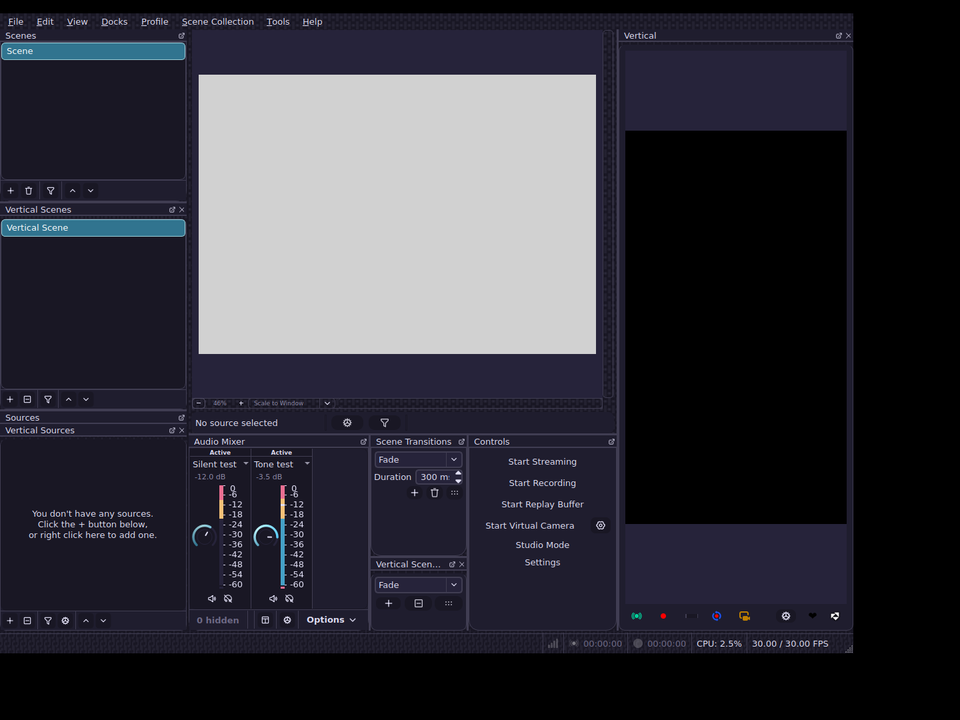 File Edit View Docks Profile Scene Collection Tools Help
Scenes
Scene
Vertical Scenes
Vertical Scene
Sources
Vertical Sources
You don't have any sources.
Click the + button below,
or right click here to add one.
46%
Scale to Window
No source selected
Audio Mixer
Active
Silent test
-12.0 dB
0
-6
-12
-18
-24
-30
-36
-42
-48
-54
-60
Active
Tone test
-3.5 dB
0
-6
-12
-18
-24
-30
-36
-42
-48
-54
-60
0 hidden
Options
Scene Transitions
Fade
Duration 300 m
Vertical Scen...
Fade
Controls
Start Streaming
Start Recording
Start Replay Buffer
Start Virtual Camera
Studio Mode
Settings
Vertical
00:00:00
00:00:00
CPU: 2.5%
30.00 / 30.00 FPS